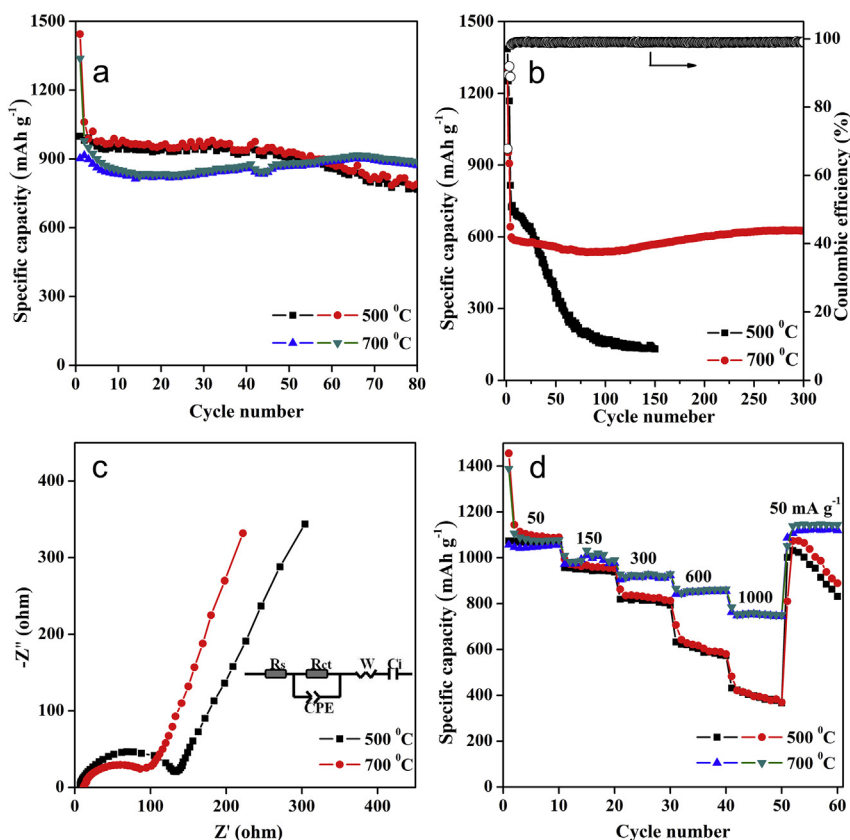 a
1500
1200
900
600
300
0
Specific capacity ( mAh g⁻¹)
0 10 20 30 40 50 60 70 80
Cycle number
500 ⁰C
700 ⁰C
b
1500
1200
900
600
300
0
Specific capacity ( mAh g⁻¹)
100
80
60
40
20
0
Coulombic efficiency (%)
0 50 100 150 200 250 300
Cycle numeber
500 ⁰C
700 ⁰C
c
400
200
0
-Z" (ohm)
0 100 200 300 400
Z' (ohm)
Rs Rct W Ci
CPE
500 ⁰C
700 ⁰C
d
1400
1200
1000
800
600
400
200
Specific capacity (mAh g⁻¹)
50 150 300 600 1000 50 mA g⁻¹
0 10 20 30 40 50 60
Cycle number
500 ⁰C
700 ⁰C